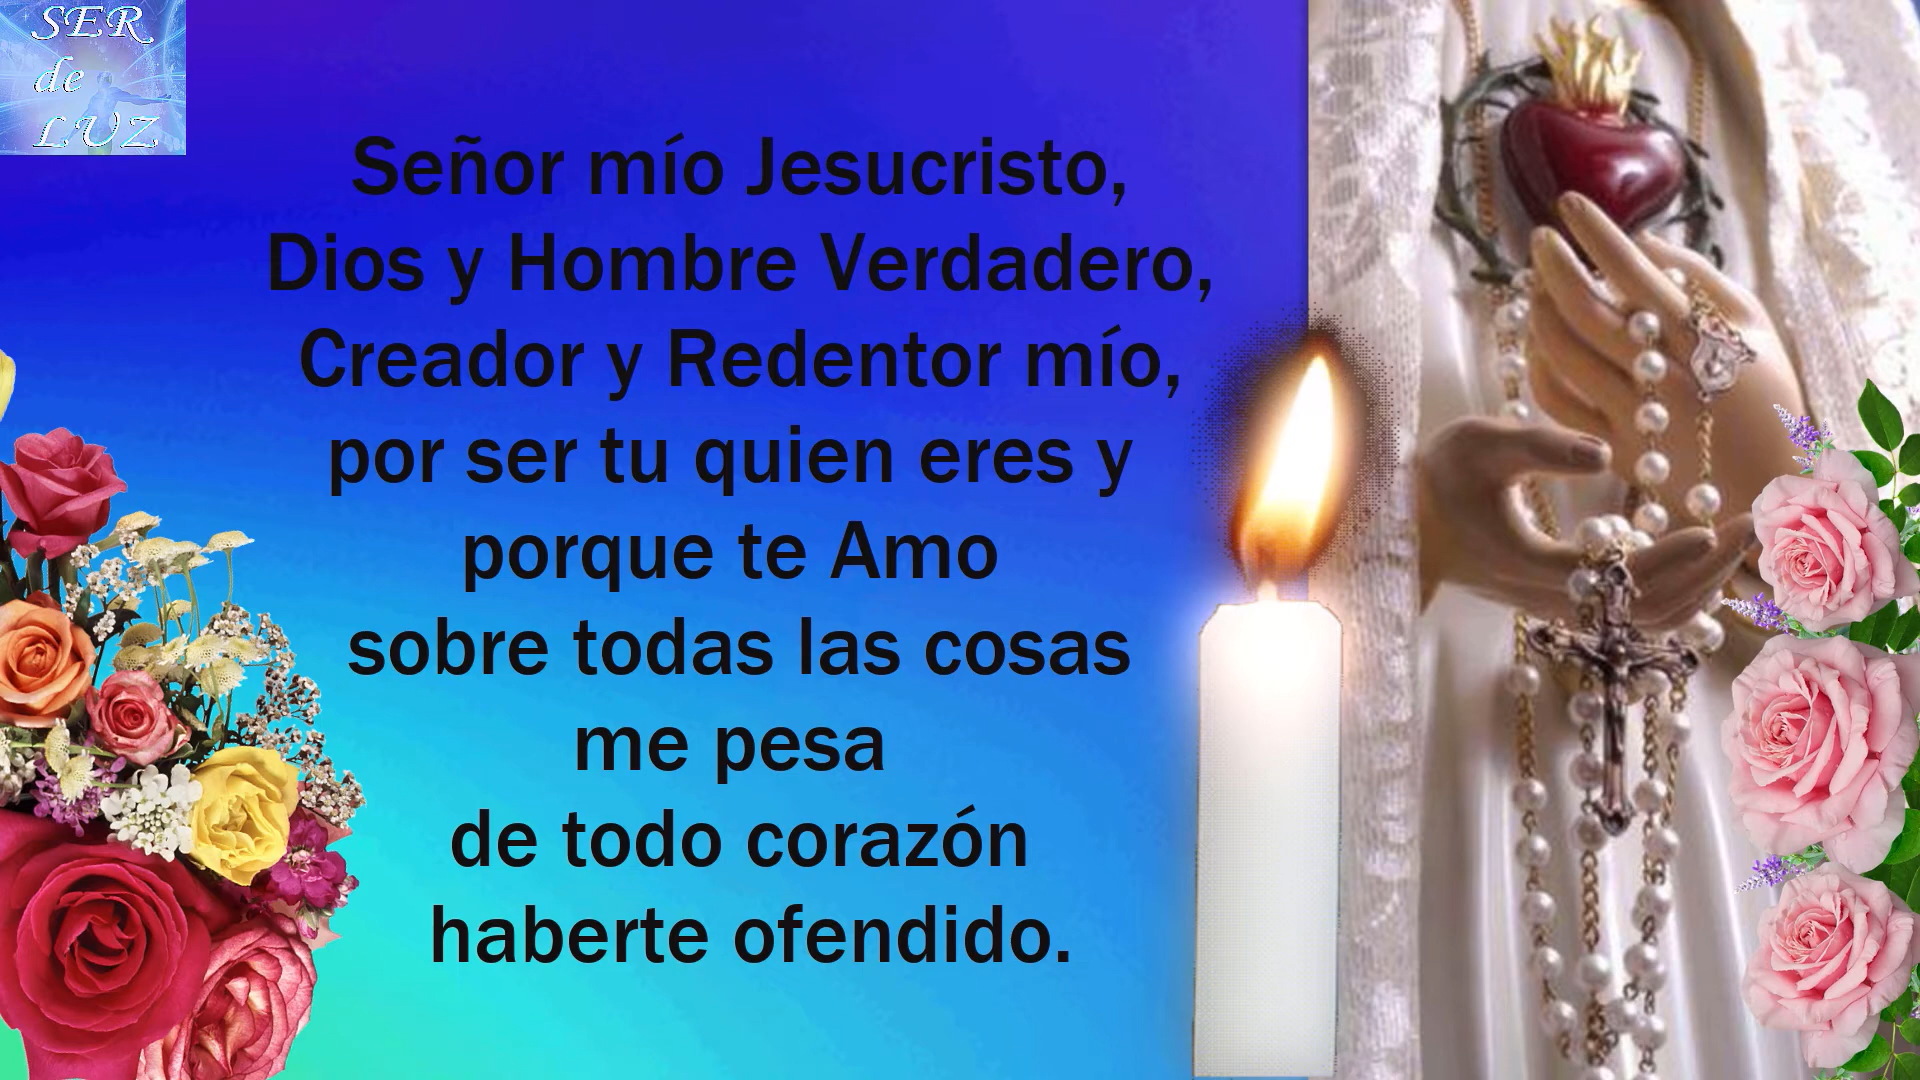 SER
de
LUZ
Señor mío Jesucristo,
Dios y Hombre Verdadero,
Creador y Redentor mío,
por ser tu quien eres y
porque te Amo
sobre todas las cosas
me pesa
de todo corazón
haberte ofendido.